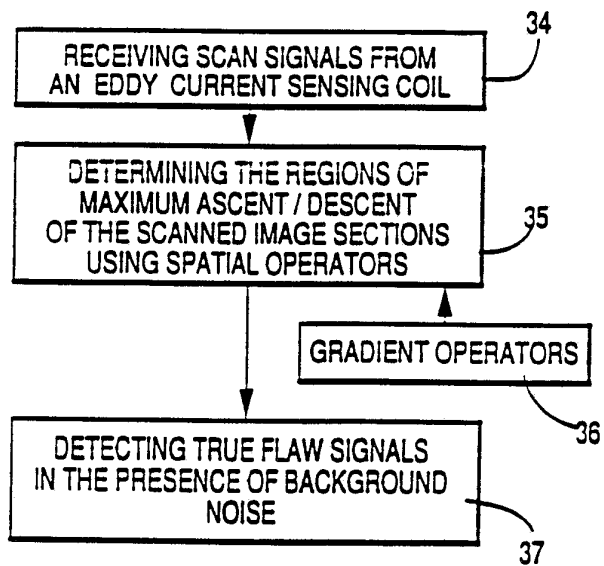 34
RECEIVING SCAN SIGNALS FROM
AN EDDY CURRENT SENSING COIL
DETERMINING THE REGIONS OF
MAXIMUM ASCENT / DESCENT
OF THE SCANNED IMAGE SECTIONS
USING SPATIAL OPERATORS
35
GRADIENT OPERATORS
36
DETECTING TRUE FLAW SIGNALS
IN THE PRESENCE OF BACKGROUND
NOISE
37